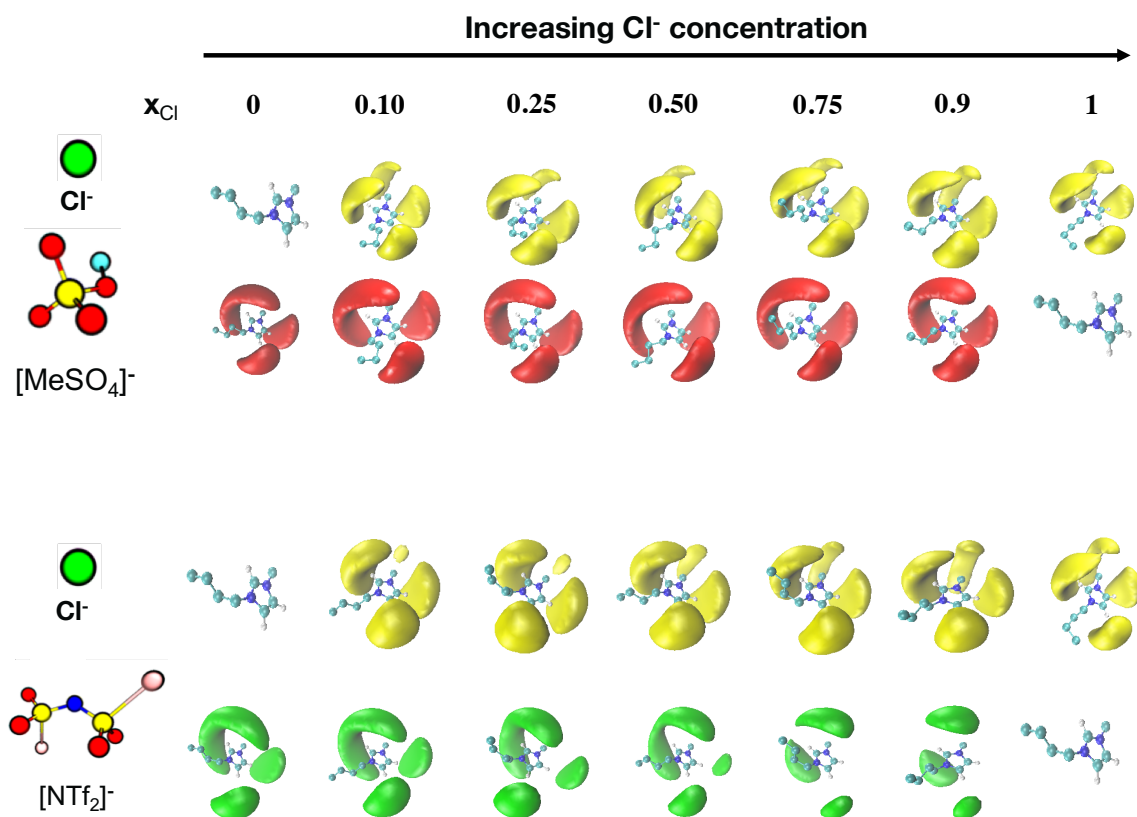 Increasing Cl⁻ concentration
x_Cl 0 0.10 0.25 0.50 0.75 0.9 1
Cl⁻
[MeSO₄]⁻
Cl⁻
[NTf₂]⁻